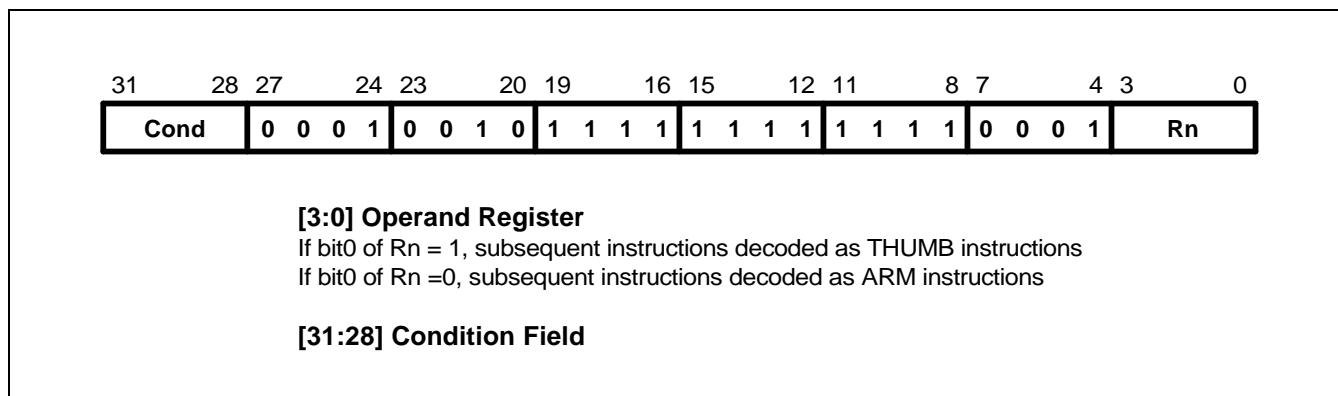 31 28 27 24 23 20 19 16 15 12 11 8 7 4 3 0
Cond 0 0 0 1 0 0 1 0 1 1 1 1 1 1 1 1 1 1 1 1 0 0 0 1 Rn
[3:0] Operand Register
If bit0 of Rn = 1, subsequent instructions decoded as THUMB instructions
If bit0 of Rn =0, subsequent instructions decoded as ARM instructions
[31:28] Condition Field